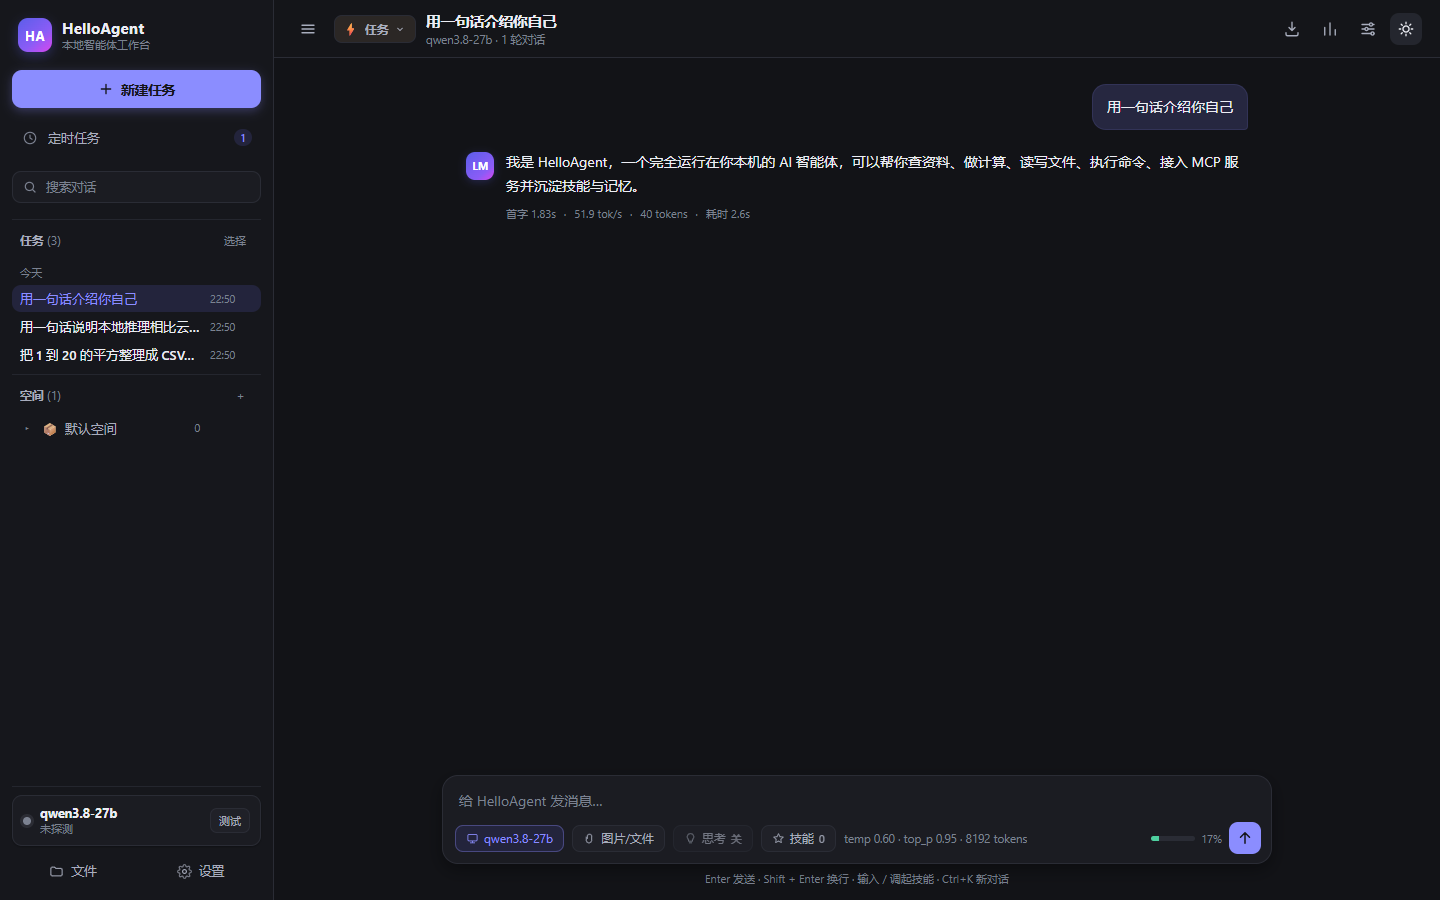 HA
HelloAgent
本地智能体工作台
新建任务
定时任务
1
搜索对话
任务 (3)
选择
今天
用一句话介绍你自己
22:50
用一句话说明本地推理相比云...
22:50
把 1 到 20 的平方整理成 CSV...
22:50
空间 (1)
+
默认空间
0
qwen3.8-27b
未探测
测试
文件
设置
任务
用一句话介绍你自己
qwen3.8-27b · 1 轮对话
用一句话介绍你自己
LM
我是 HelloAgent，一个完全运行在你本机的 AI 智能体，可以帮你查资料、做计算、读写文件、执行命令、接入 MCP 服
务并沉淀技能与记忆。
首字 1.83s · 51.9 tok/s · 40 tokens · 耗时 2.6s
给 HelloAgent 发消息...
qwen3.8-27b
图片/文件
思考 关
技能 0
temp 0.60 · top_p 0.95 · 8192 tokens
17%
Enter 发送 · Shift + Enter 换行 · 输入 / 调起技能 · Ctrl+K 新对话